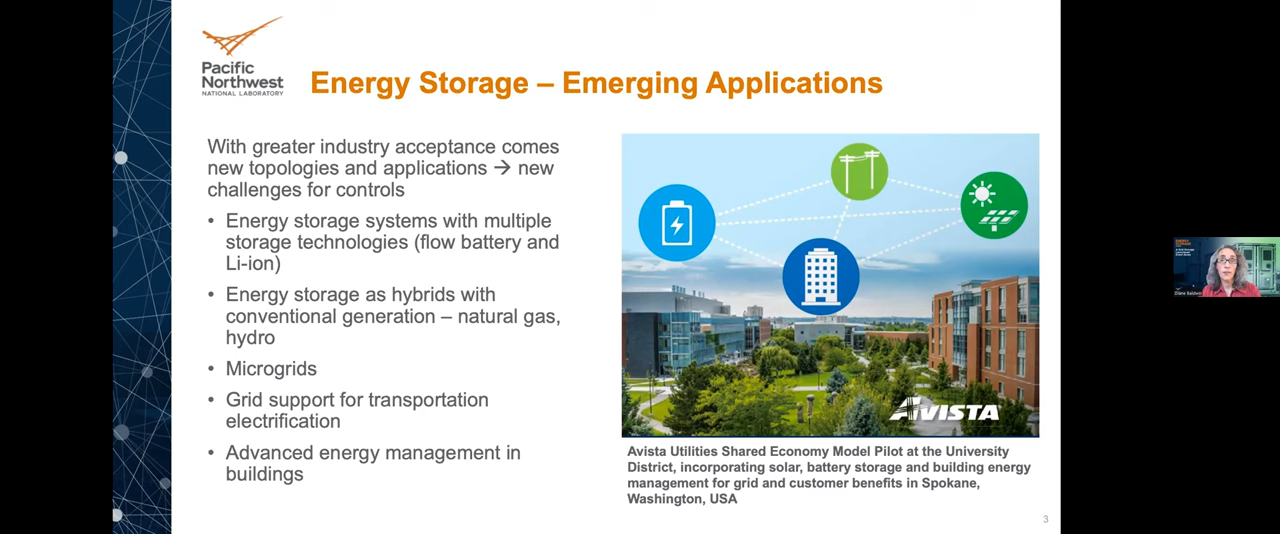 Pacific
Northwest
NATIONAL LABORATORY
Energy Storage – Emerging Applications
With greater industry acceptance comes
new topologies and applications → new
challenges for controls
• Energy storage systems with multiple
storage technologies (flow battery and
Li-ion)
• Energy storage as hybrids with
conventional generation – natural gas,
hydro
• Microgrids
• Grid support for transportation
electrification
• Advanced energy management in
buildings
AVISTA
Avista Utilities Shared Economy Model Pilot at the University
District, incorporating solar, battery storage and building energy
management for grid and customer benefits in Spokane,
Washington, USA
3
ENERGY
STORAGE
Diane Baldwin